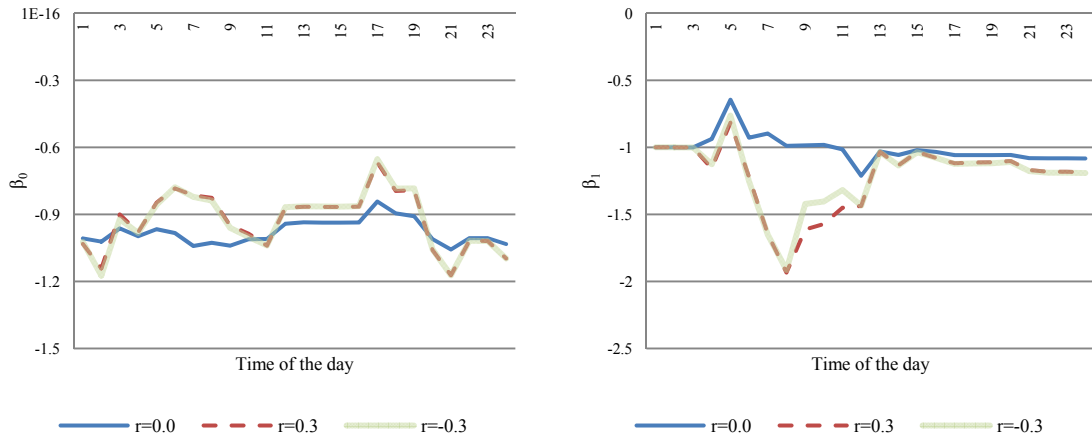 1E-16
-0.3
-0.6
-0.9
-1.2
-1.5
1 3 5 7 9 11 13 15 17 19 21 23
β0
Time of the day
r=0.0 r=0.3 r=-0.3
0
-0.5
-1
-1.5
-2
-2.5
1 3 5 7 9 11 13 15 17 19 21 23
β1
Time of the day
r=0.0 r=0.3 r=-0.3